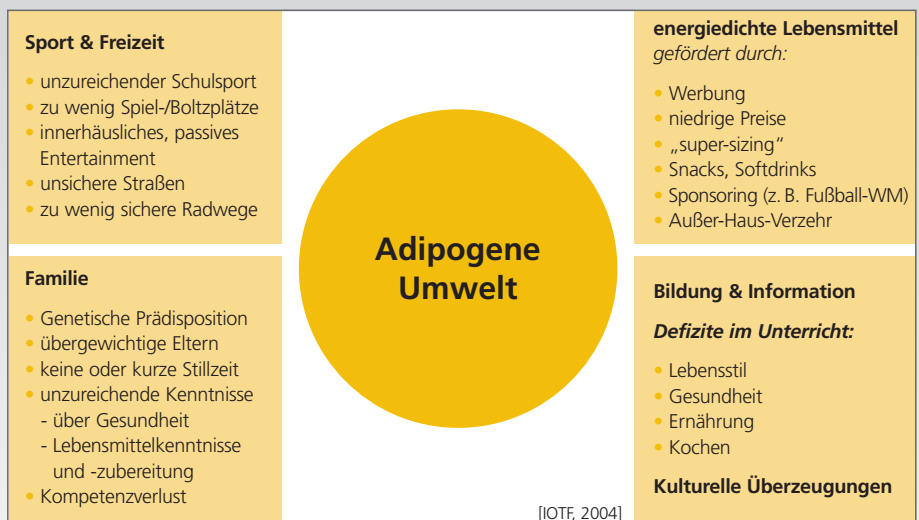 Sport & Freizeit
• unzureichender Schulsport
• zu wenig Spiel-/Boltzplätze
• innerhäusliches, passives
Entertainment
• unsichere Straßen
• zu wenig sichere Radwege
energiedichte Lebensmittel
gefördert durch:
• Werbung
• niedrige Preise
• „super-sizing“
• Snacks, Softdrinks
• Sponsoring (z. B. Fußball-WM)
• Außer-Haus-Verzehr
Adipogene
Umwelt
Familie
• Genetische Prädisposition
• übergewichtige Eltern
• keine oder kurze Stillzeit
• unzureichende Kenntnisse
- über Gesundheit
- Lebensmittelkenntnisse
und -zubereitung
• Kompetenzverlust
Bildung & Information
Defizite im Unterricht:
• Lebensstil
• Gesundheit
• Ernährung
• Kochen
Kulturelle Überzeugungen
[IOTF, 2004]